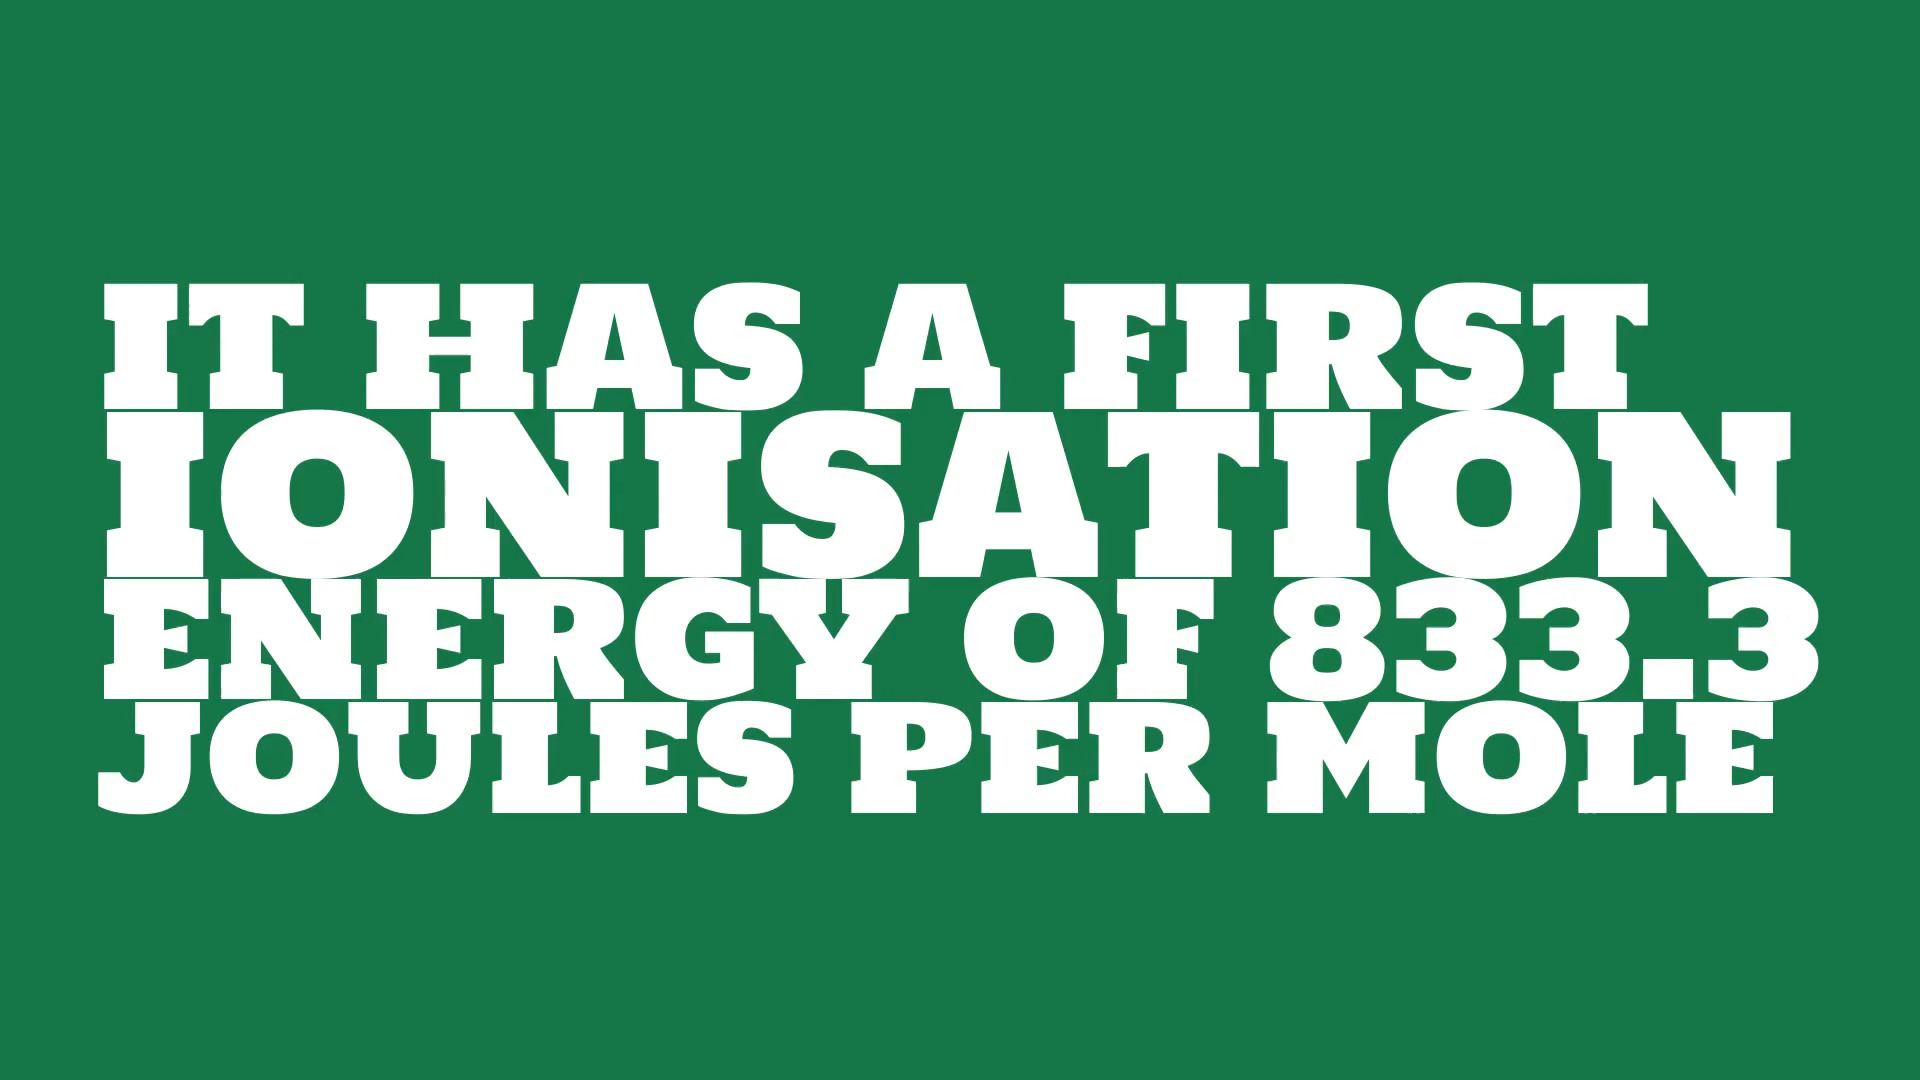 IT HAS A FIRST
IONISATION
ENERGY OF 833.3
JOULES PER MOLE